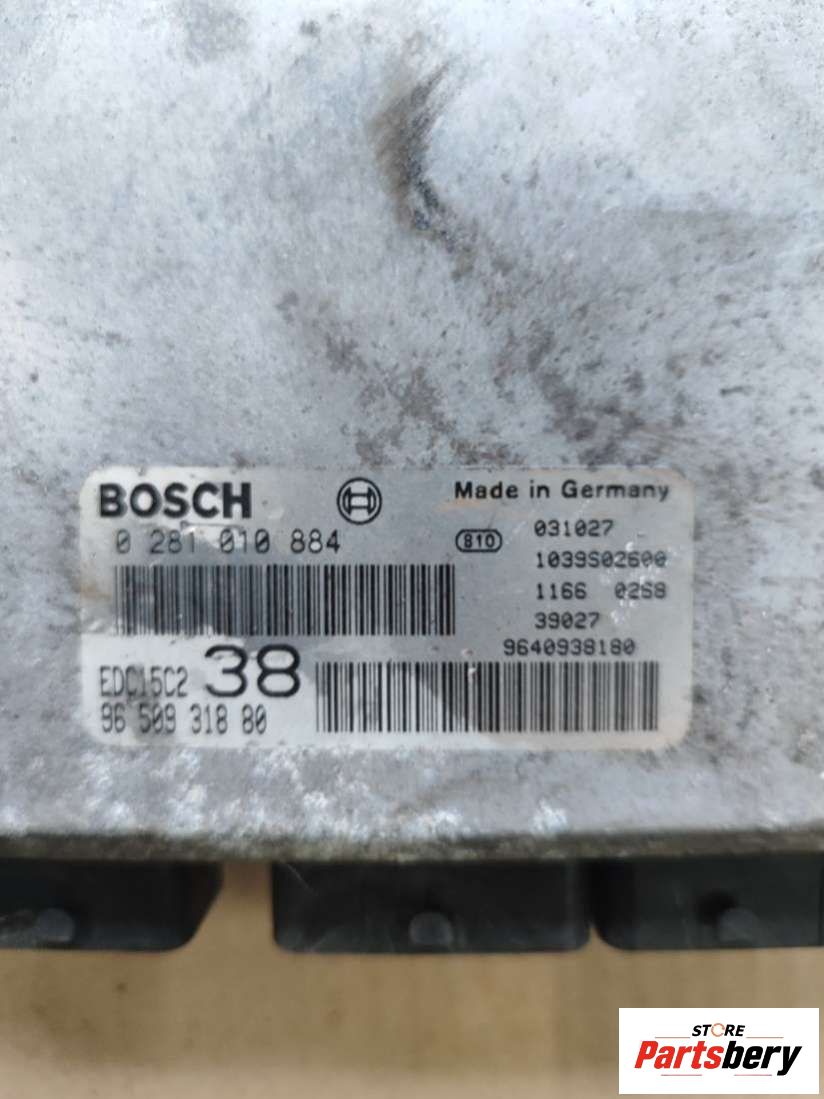 BOSCH
Made in Germany
0 281 010 884
810
031027
1039S02600
1166 02S8
39027
9640938180
EDC15C2 38
96 509 318 80
STORE
Partsbery